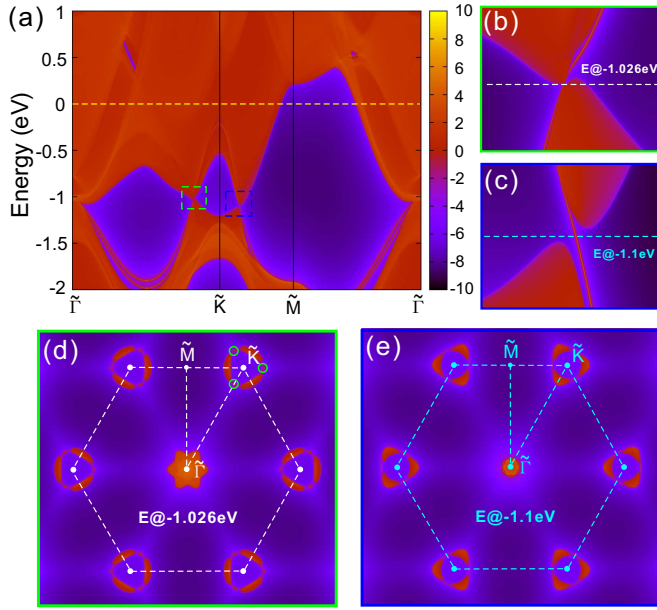 (a)
Energy (eV)
1
0.5
0
-0.5
-1
-1.5
-2
Γ̃
K̃
M̃
Γ̃
10
8
6
4
2
0
-2
-4
-6
-8
-10
(b)
E@-1.026eV
(c)
E@-1.1eV
(d)
M̃
K̃
Γ̃
E@-1.026eV
(e)
M̃
K̃
Γ̃
E@-1.1eV